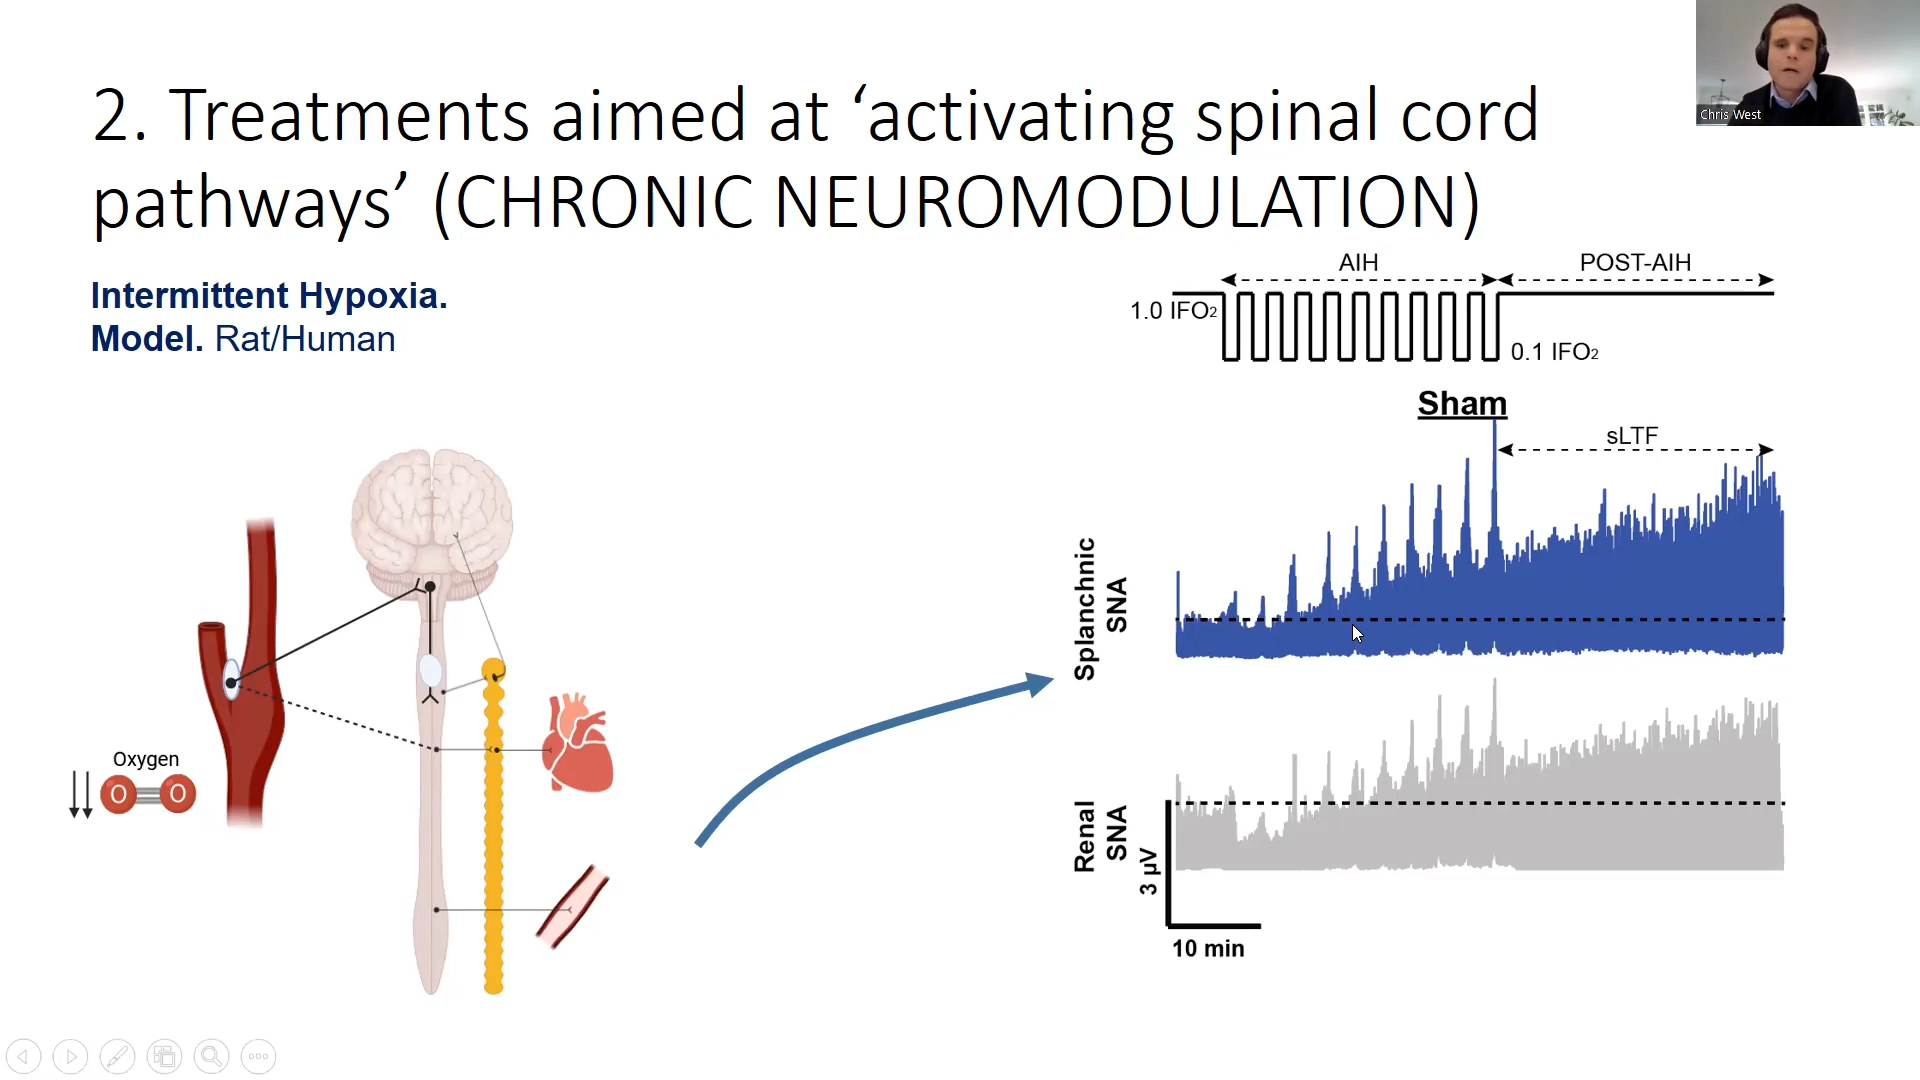 2. Treatments aimed at ‘activating spinal cord
pathways’ (CHRONIC NEUROMODULATION)
Chris West
Intermittent Hypoxia.
Model. Rat/Human
AIH
POST-AIH
1.0 IFO2
0.1 IFO2
Sham
sLTF
Splanchnic
SNA
Renal
SNA
3 µV
10 min
Oxygen
O
O